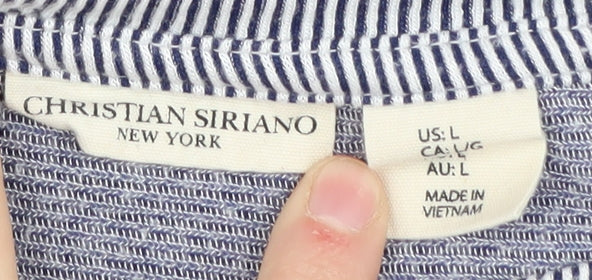 CHRISTIAN SIRIANO
NEW YORK
US: L
CA: L/G
AU: L
MADE IN
VIETNAM